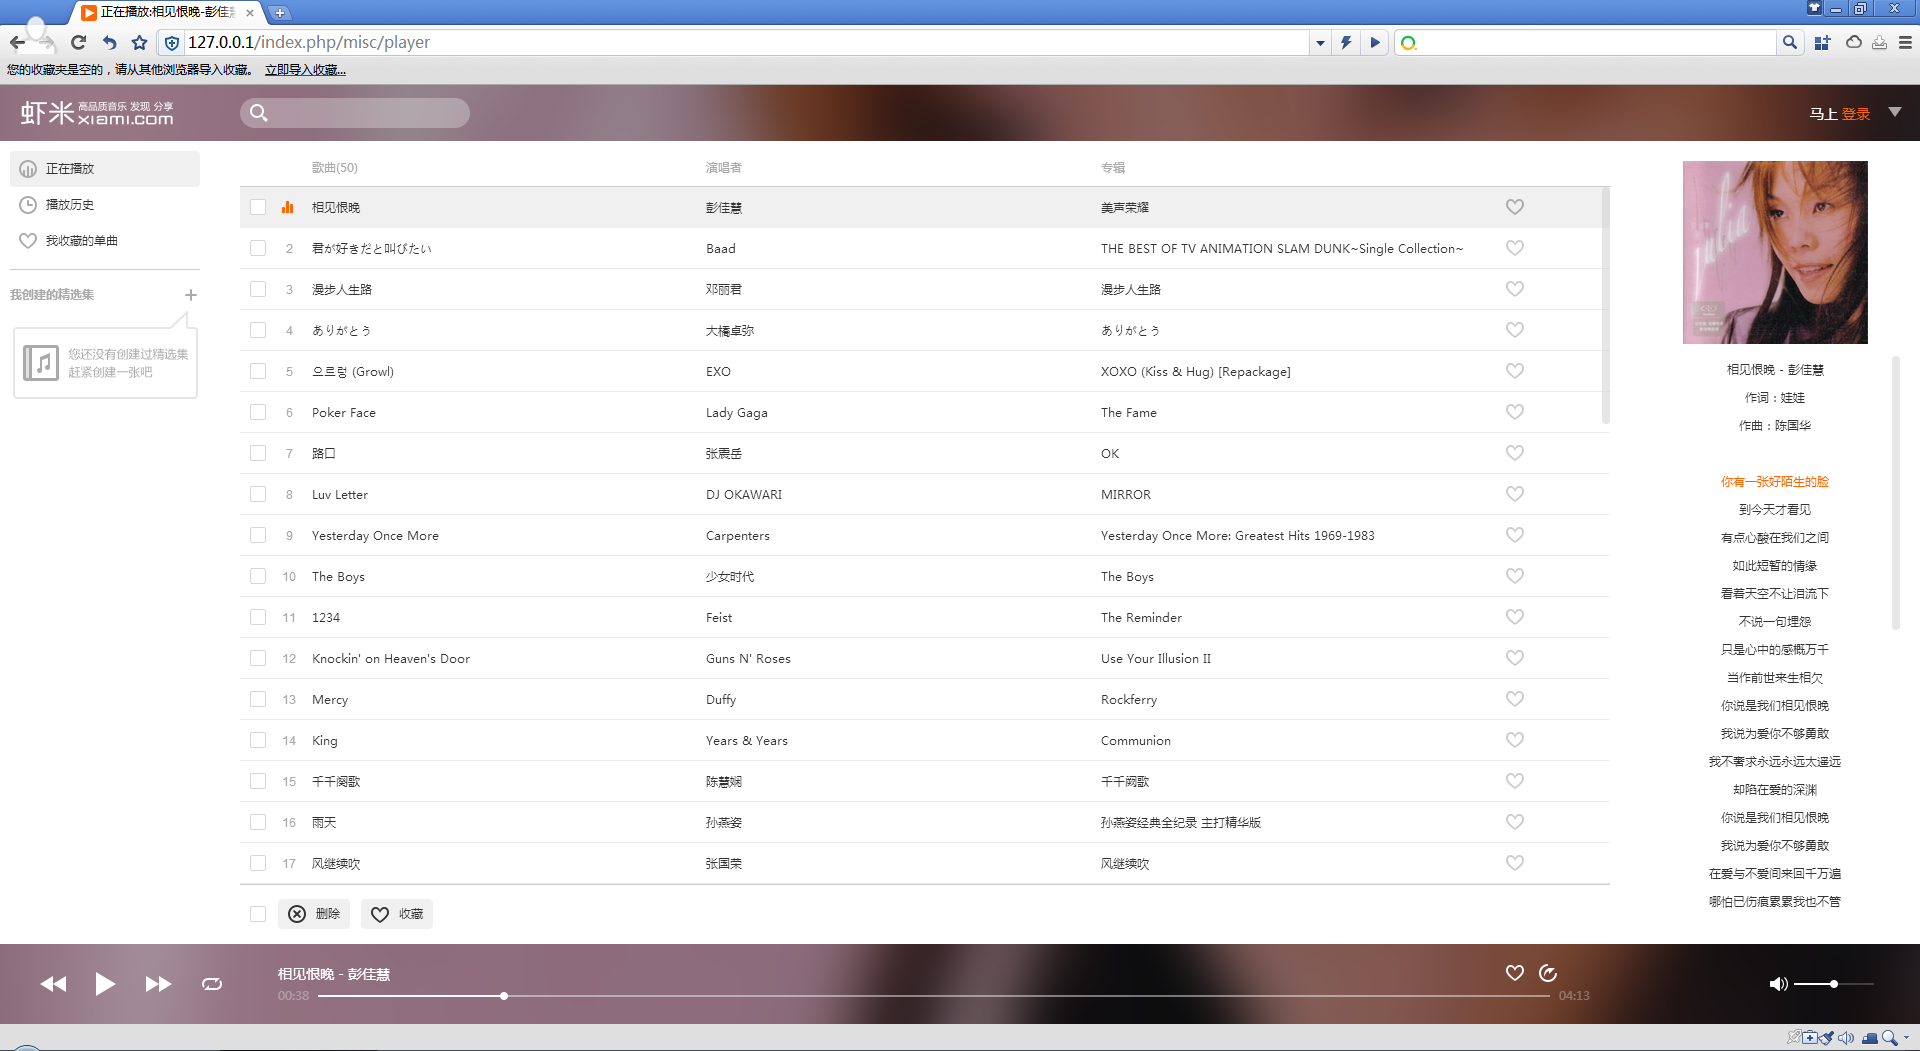 正在播放:相见恨晚-彭佳慧
127.0.0.1/index.php/misc/player
您的收藏夹是空的，请从其他浏览器导入收藏。 立即导入收藏...
虾米 高品质音乐 发现 分享
xiami.com
马上 登录
正在播放
播放历史
我收藏的单曲
我创建的精选集
您还没有创建过精选集
赶紧创建一张吧
歌曲(50) 演唱者 专辑
相见恨晚 彭佳慧 美声荣耀
2 君が好きだと叫びたい Baad THE BEST OF TV ANIMATION SLAM DUNK~Single Collection~
3 漫步人生路 邓丽君 漫步人生路
4 ありがとう 大橋卓弥 ありがとう
5 으르렁 (Growl) EXO XOXO (Kiss & Hug) [Repackage]
6 Poker Face Lady Gaga The Fame
7 路口 张震岳 OK
8 Luv Letter DJ OKAWARI MIRROR
9 Yesterday Once More Carpenters Yesterday Once More: Greatest Hits 1969-1983
10 The Boys 少女时代 The Boys
11 1234 Feist The Reminder
12 Knockin' on Heaven's Door Guns N' Roses Use Your Illusion II
13 Mercy Duffy Rockferry
14 King Years & Years Communion
15 千千阕歌 陈慧娴 千千阙歌
16 雨天 孙燕姿 孙燕姿经典全纪录 主打精华版
17 风继续吹 张国荣 风继续吹
删除 收藏
相见恨晚 - 彭佳慧
作词：娃娃
作曲：陈国华
你有一张好陌生的脸
到今天才看见
有点心酸在我们之间
如此短暂的情缘
看着天空不让泪流下
不说一句埋怨
只是心中的感概万千
当作前世来生相欠
你说是我们相见恨晚
我说为爱你不够勇敢
我不奢求永远永远太遥远
却陷在爱的深渊
你说是我们相见恨晚
我说为爱你不够勇敢
在爱与不爱间来回千万遍
哪怕已伤痕累累我也不管
相见恨晚 - 彭佳慧
00:38 04:13